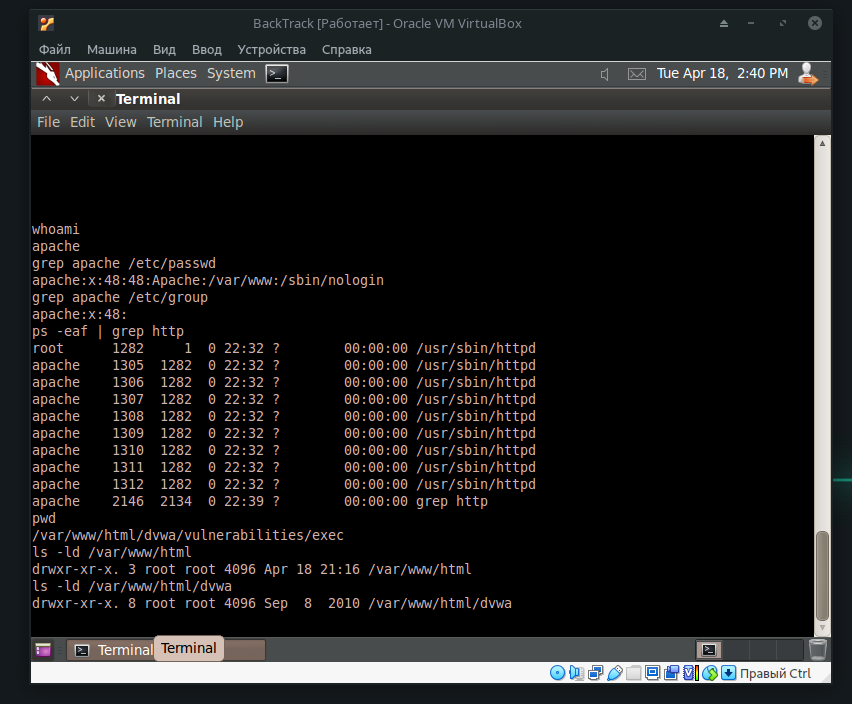 BackTrack [Работает] - Oracle VM VirtualBox
Файл Машина Вид Ввод Устройства Справка
Applications Places System >_ Tue Apr 18, 2:40 PM
Terminal
File Edit View Terminal Help
whoami
apache
grep apache /etc/passwd
apache:x:48:48:Apache:/var/www:/sbin/nologin
grep apache /etc/group
apache:x:48:
ps -eaf | grep http
root      1282     1  0 22:32 ?        00:00:00 /usr/sbin/httpd
apache    1305  1282  0 22:32 ?        00:00:00 /usr/sbin/httpd
apache    1306  1282  0 22:32 ?        00:00:00 /usr/sbin/httpd
apache    1307  1282  0 22:32 ?        00:00:00 /usr/sbin/httpd
apache    1308  1282  0 22:32 ?        00:00:00 /usr/sbin/httpd
apache    1309  1282  0 22:32 ?        00:00:00 /usr/sbin/httpd
apache    1310  1282  0 22:32 ?        00:00:00 /usr/sbin/httpd
apache    1311  1282  0 22:32 ?        00:00:00 /usr/sbin/httpd
apache    1312  1282  0 22:32 ?        00:00:00 /usr/sbin/httpd
apache    2146  2134  0 22:39 ?        00:00:00 grep http
pwd
/var/www/html/dvwa/vulnerabilities/exec
ls -ld /var/www/html
drwxr-xr-x. 3 root root 4096 Apr 18 21:16 /var/www/html
ls -ld /var/www/html/dvwa
drwxr-xr-x. 8 root root 4096 Sep  8  2010 /var/www/html/dvwa
Terminal Terminal
Правый Ctrl